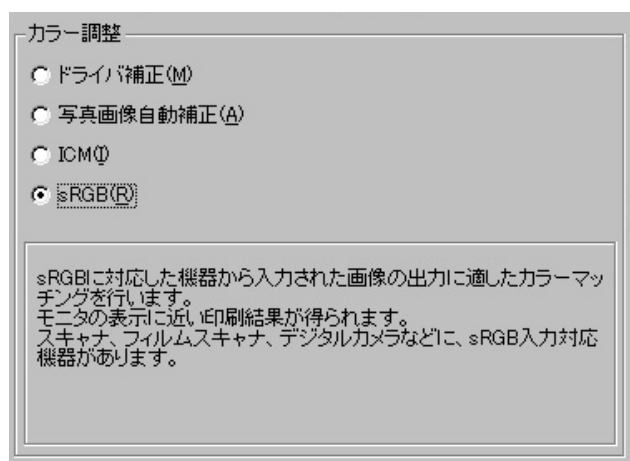 カラー調整
ドライバ補正(M)
写真画像自動補正(A)
ICM(I)
sRGB(R)
sRGBに対応した機器から入力された画像の出力に適したカラーマッ
チングを行います。
モニタの表示に近い印刷結果が得られます。
スキャナ、フィルムスキャナ、デジタルカメラなどに、sRGB入力対応
機器があります。